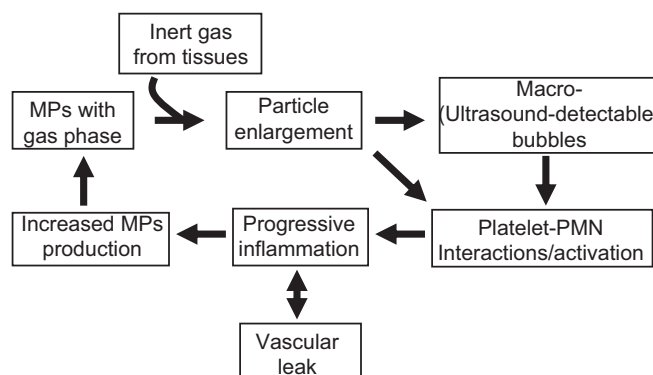 Inert gas
from tissues
MPs with
gas phase
Particle
enlargement
Macro-
(Ultrasound-detectable
bubbles
Increased MPs
production
Progressive
inflammation
Platelet-PMN
Interactions/activation
Vascular
leak